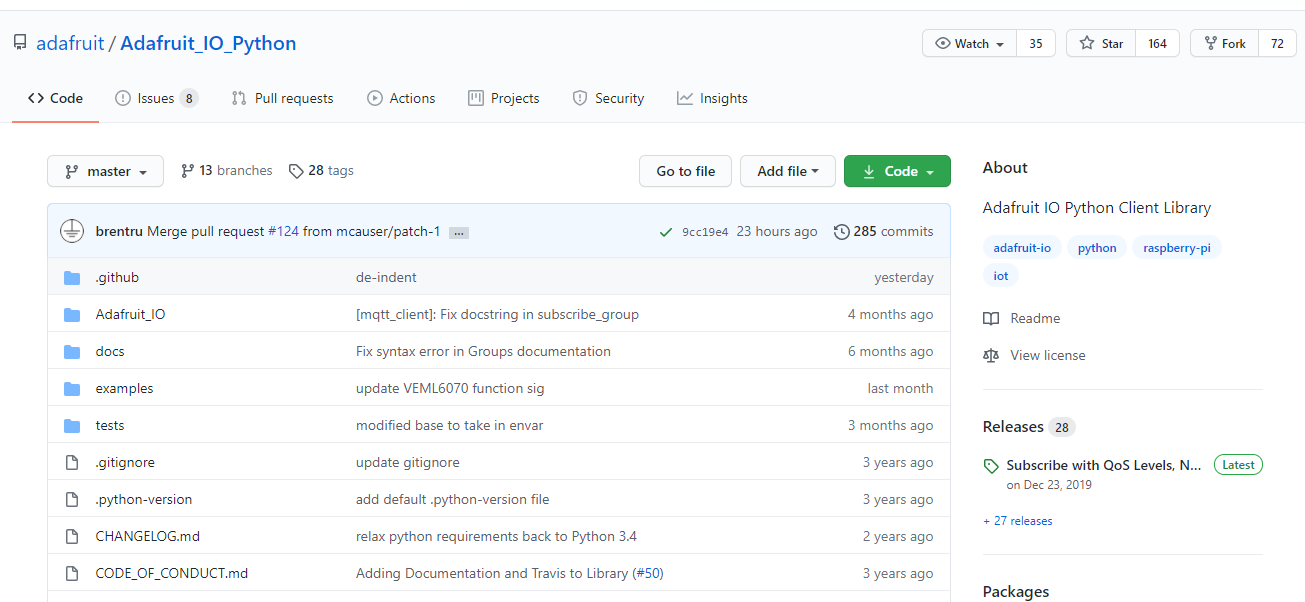 adafruit / Adafruit_IO_Python
Watch 35 Star 164 Fork 72
Code Issues 8 Pull requests Actions Projects Security Insights
master 13 branches 28 tags Go to file Add file Code
brentru Merge pull request #124 from mcauser/patch-1 ... 9cc19e4 23 hours ago 285 commits
.github de-indent yesterday
Adafruit_IO [mqtt_client]: Fix docstring in subscribe_group 4 months ago
docs Fix syntax error in Groups documentation 6 months ago
examples update VEML6070 function sig last month
tests modified base to take in envar 3 months ago
.gitignore update gitignore 3 years ago
.python-version add default .python-version file 3 years ago
CHANGELOG.md relax python requirements back to Python 3.4 2 years ago
CODE_OF_CONDUCT.md Adding Documentation and Travis to Library (#50) 3 years ago
About
Adafruit IO Python Client Library
adafruit-io python raspberry-pi
iot
Readme
View license
Releases 28
Subscribe with QoS Levels, N... Latest
on Dec 23, 2019
+ 27 releases
Packages